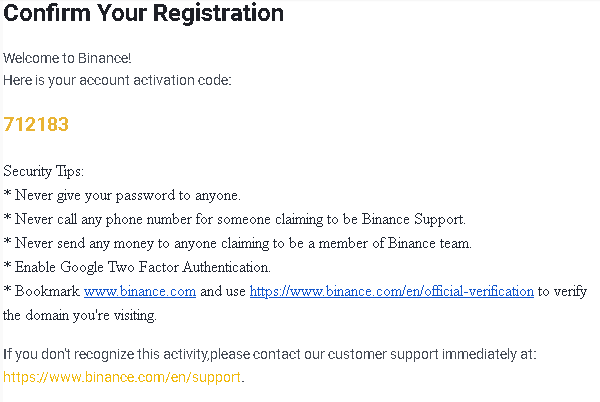 Confirm Your Registration
Welcome to Binance!
Here is your account activation code:
712183
Security Tips:
* Never give your password to anyone.
* Never call any phone number for someone claiming to be Binance Support.
* Never send any money to anyone claiming to be a member of Binance team.
* Enable Google Two Factor Authentication.
* Bookmark www.binance.com and use https://www.binance.com/en/official-verification to verify
the domain you're visiting.
If you don't recognize this activity,please contact our customer support immediately at:
https://www.binance.com/en/support.